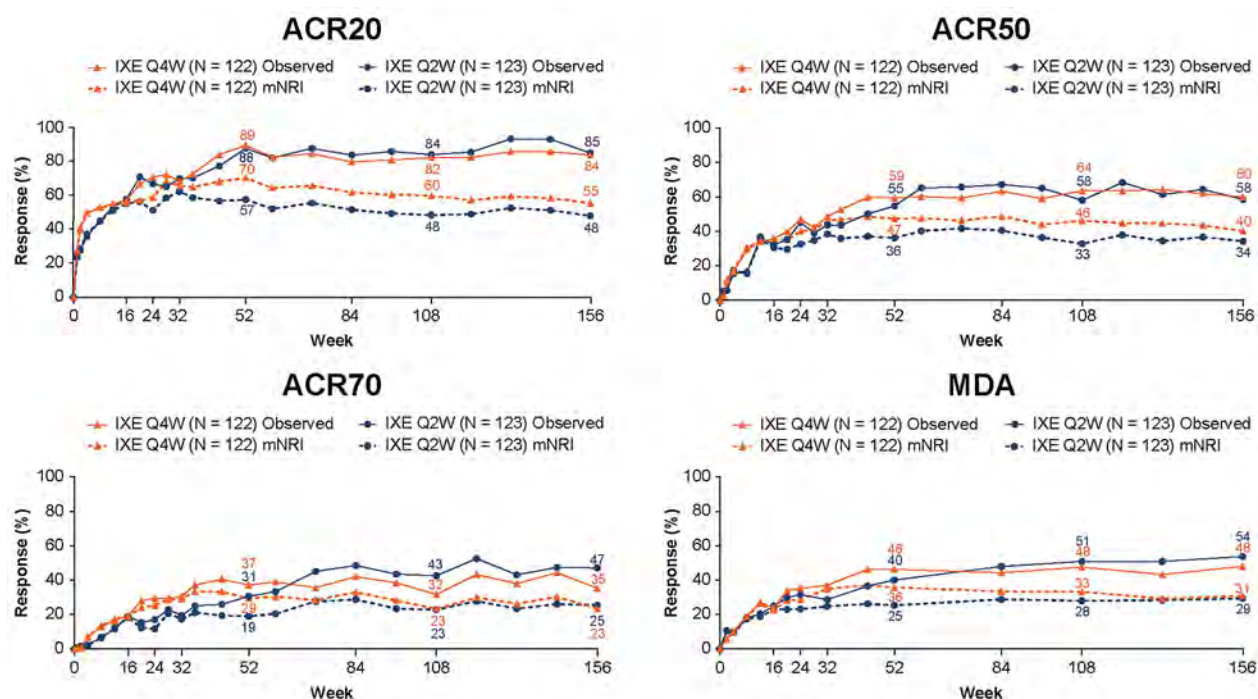 ACR20
IXE Q4W (N = 122) Observed IXE Q2W (N = 123) Observed
IXE Q4W (N = 122) mNRI IXE Q2W (N = 123) mNRI
Response (%)
100
80
60
40
20
0
89
88
70
57
84
82
60
48
85
84
55
48
0 16 24 32 52 84 108 156
Week
ACR50
IXE Q4W (N = 122) Observed IXE Q2W (N = 123) Observed
IXE Q4W (N = 122) mNRI IXE Q2W (N = 123) mNRI
Response (%)
100
80
60
40
20
0
59
55
47
36
64
58
46
33
60
58
40
34
0 16 24 32 52 84 108 156
Week
ACR70
IXE Q4W (N = 122) Observed IXE Q2W (N = 123) Observed
IXE Q4W (N = 122) mNRI IXE Q2W (N = 123) mNRI
Response (%)
100
80
60
40
20
0
37
31
29
19
43
32
23
23
47
35
25
23
0 16 24 32 52 84 108 156
Week
MDA
IXE Q4W (N = 122) Observed IXE Q2W (N = 123) Observed
IXE Q4W (N = 122) mNRI IXE Q2W (N = 123) mNRI
Response (%)
100
80
60
40
20
0
46
40
36
25
51
48
33
28
54
48
31
0 16 24 32 52 84 108 156
Week